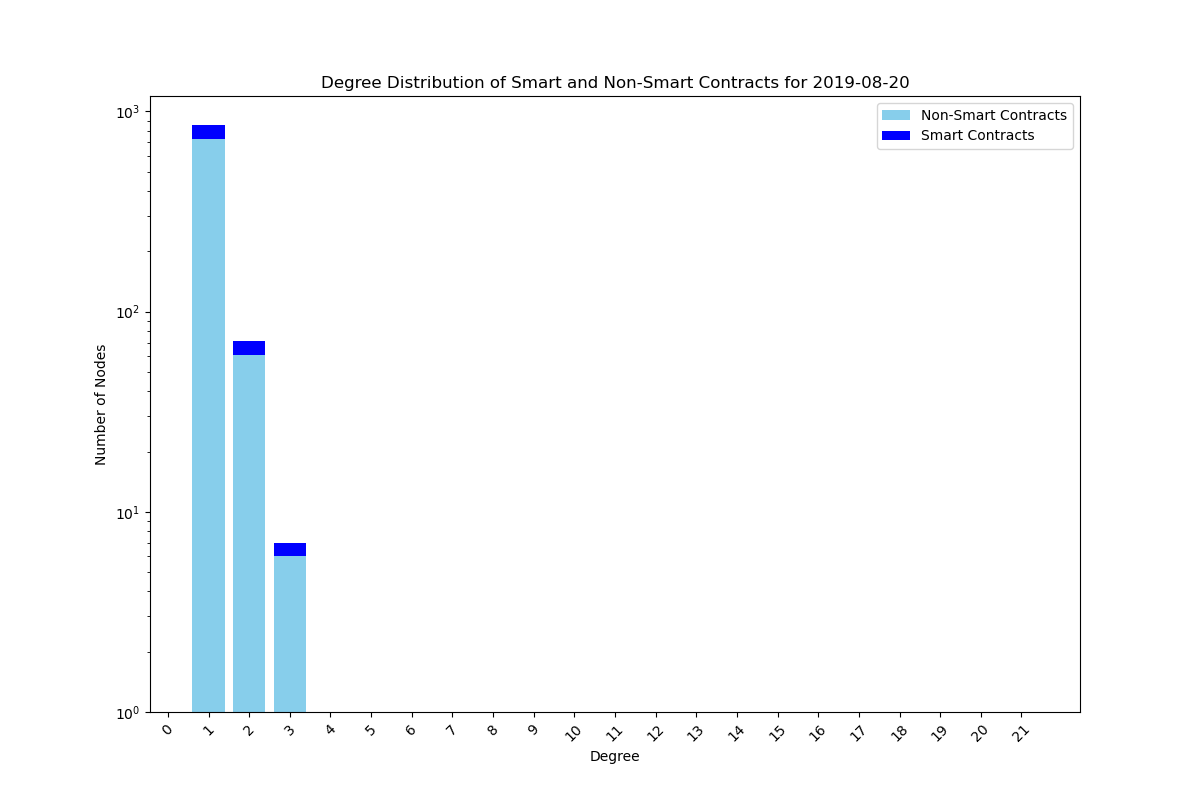 Degree Distribution of Smart and Non-Smart Contracts for 2019-08-20
Non-Smart Contracts
Smart Contracts
Number of Nodes
10³
10²
10¹
10⁰
0 1 2 3 4 5 6 7 8 9 10 11 12 13 14 15 16 17 18 19 20 21
Degree